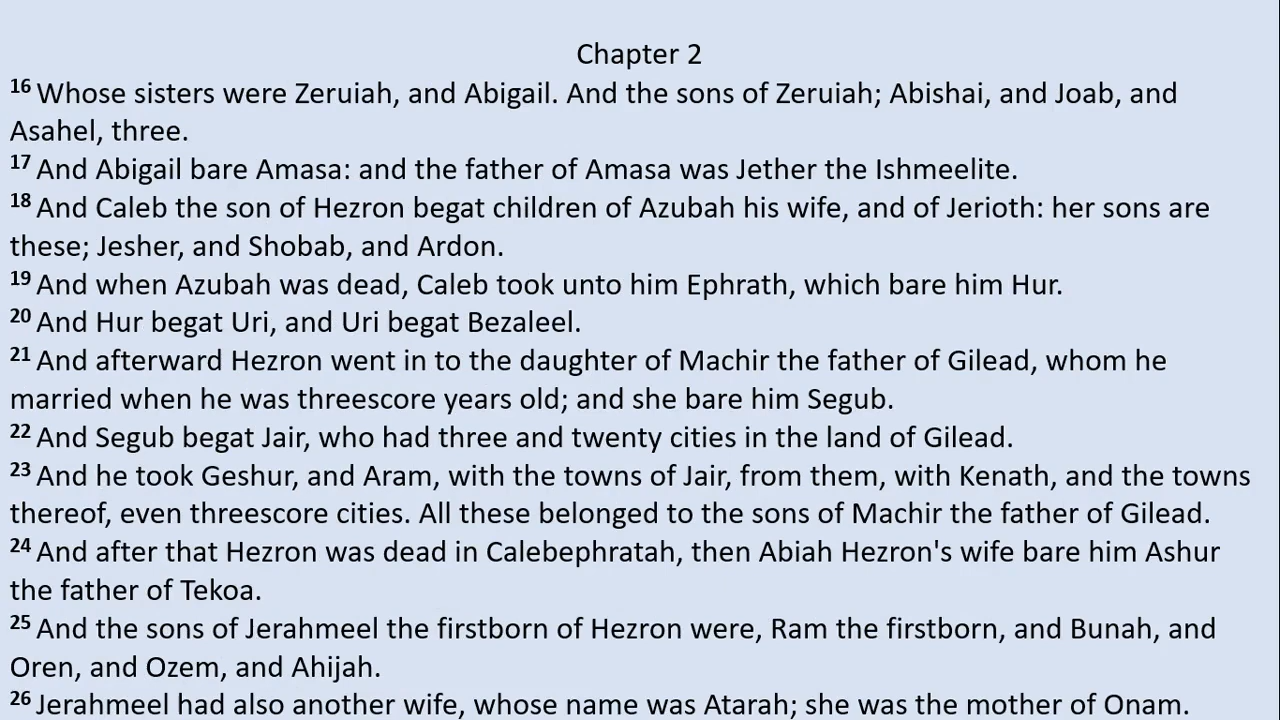 Chapter 2
16 Whose sisters were Zeruiah, and Abigail. And the sons of Zeruiah; Abishai, and Joab, and
Asahel, three.
17 And Abigail bare Amasa: and the father of Amasa was Jether the Ishmeelite.
18 And Caleb the son of Hezron begat children of Azubah his wife, and of Jerioth: her sons are
these; Jesher, and Shobab, and Ardon.
19 And when Azubah was dead, Caleb took unto him Ephrath, which bare him Hur.
20 And Hur begat Uri, and Uri begat Bezaleel.
21 And afterward Hezron went in to the daughter of Machir the father of Gilead, whom he
married when he was threescore years old; and she bare him Segub.
22 And Segub begat Jair, who had three and twenty cities in the land of Gilead.
23 And he took Geshur, and Aram, with the towns of Jair, from them, with Kenath, and the towns
thereof, even threescore cities. All these belonged to the sons of Machir the father of Gilead.
24 And after that Hezron was dead in Calebephratah, then Abiah Hezron's wife bare him Ashur
the father of Tekoa.
25 And the sons of Jerahmeel the firstborn of Hezron were, Ram the firstborn, and Bunah, and
Oren, and Ozem, and Ahijah.
26 Jerahmeel had also another wife, whose name was Atarah; she was the mother of Onam.